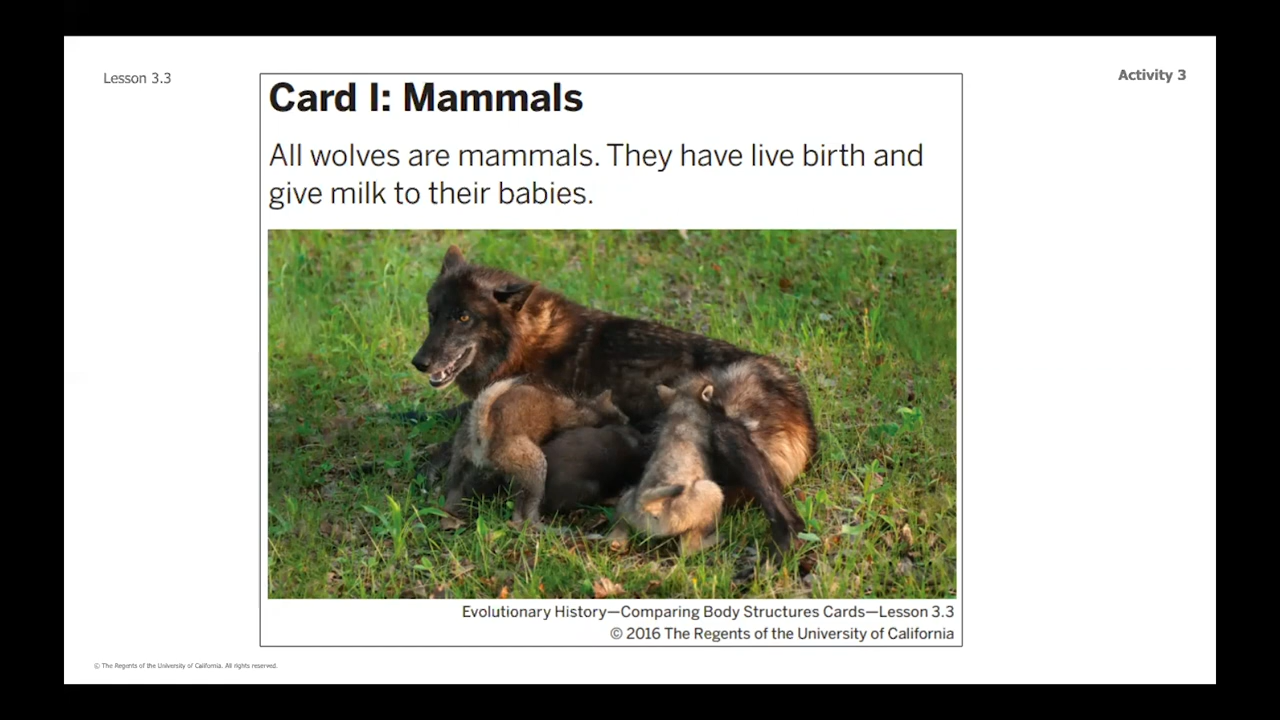 Lesson 3.3
Activity 3
Card I: Mammals
All wolves are mammals. They have live birth and
give milk to their babies.
Evolutionary History—Comparing Body Structures Cards—Lesson 3.3
© 2016 The Regents of the University of California
© The Regents of the University of California. All rights reserved.